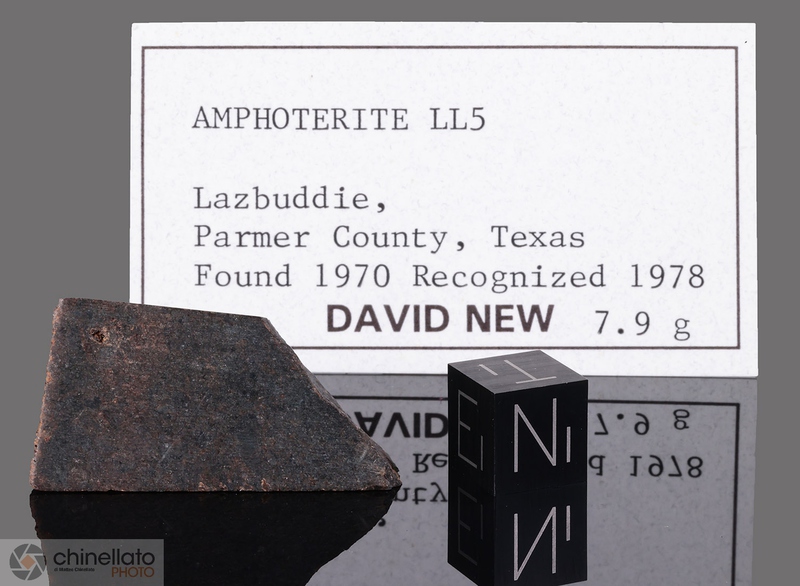 AMPHOTERITE LL5
Lazbuddie,
Parmer County, Texas
Found 1970 Recognized 1978
DAVID NEW 7.9 g
E N
chinellato
PHOTO